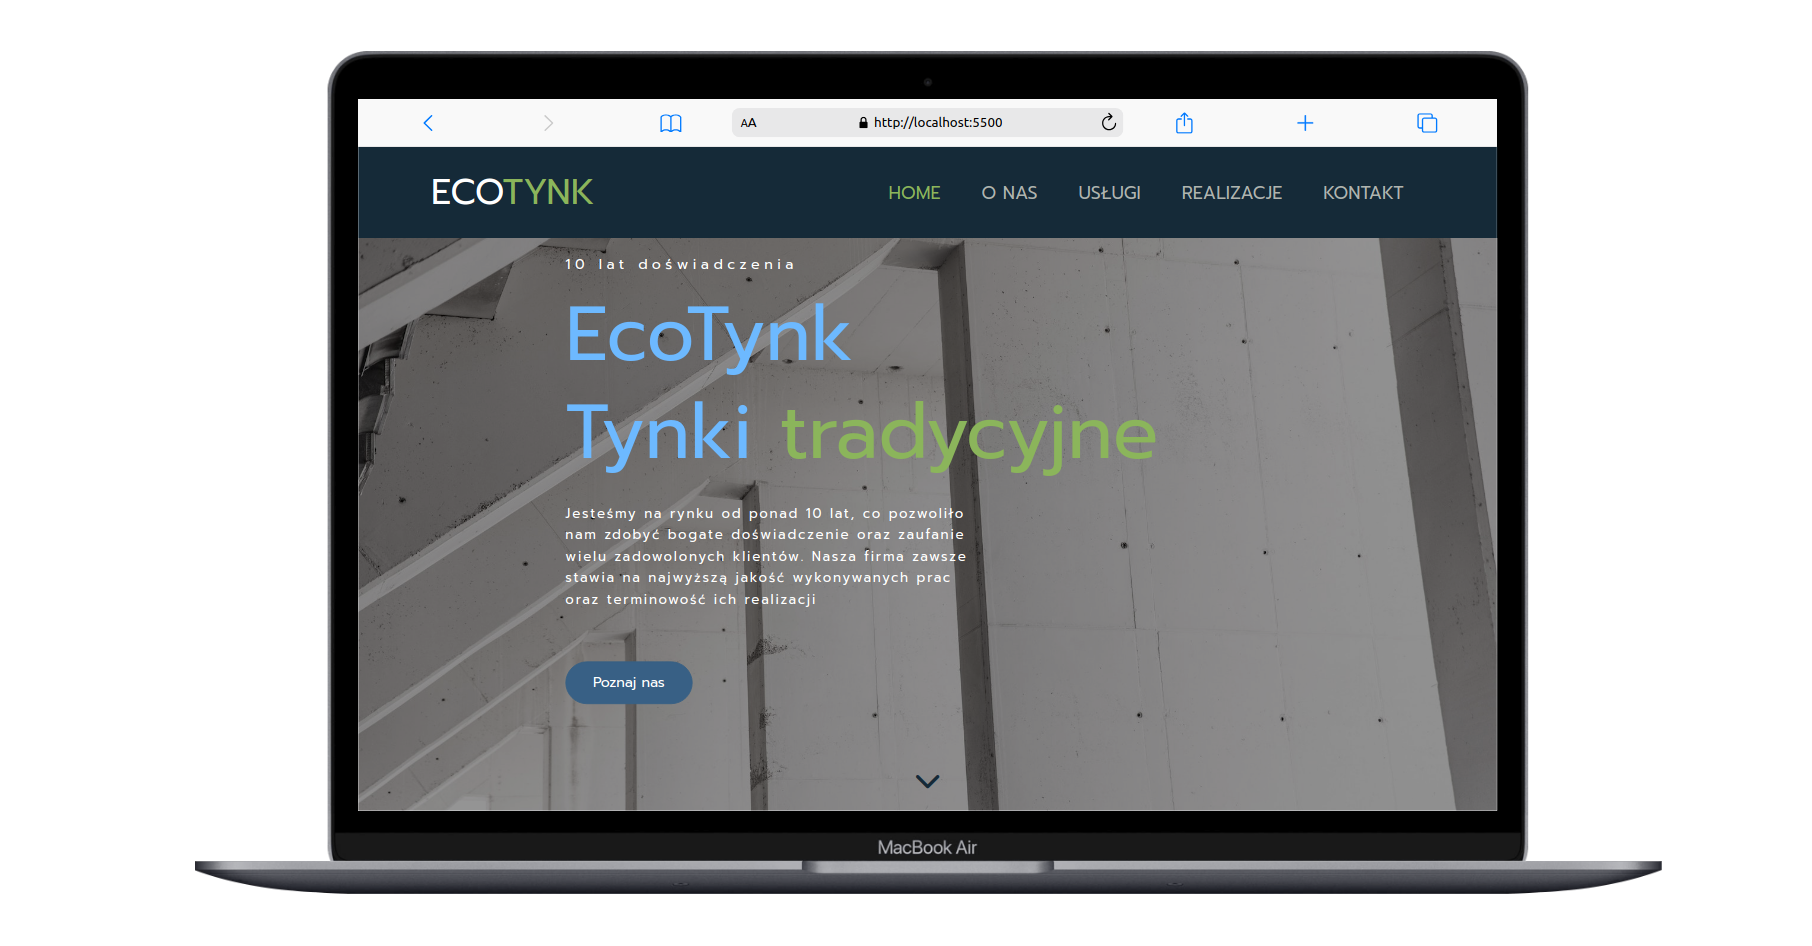 AA http://localhost:5500
ECOTYNK HOME O NAS USŁUGI REALIZACJE KONTAKT
10 lat doświadczenia
EcoTynk
Tynki tradycyjne
Jesteśmy na rynku od ponad 10 lat, co pozwoliło
nam zdobyć bogate doświadczenie oraz zaufanie
wielu zadowolonych klientów. Nasza firma zawsze
stawia na najwyższą jakość wykonywanych prac
oraz terminowość ich realizacji
Poznaj nas
MacBook Air